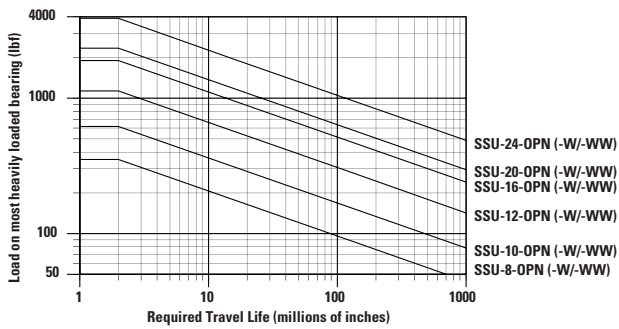 Load on most heavily loaded bearing (lbf)
4000
1000
100
50
SSU-24-OPN (-W/-WW)
SSU-20-OPN (-W/-WW)
SSU-16-OPN (-W/-WW)
SSU-12-OPN (-W/-WW)
SSU-10-OPN (-W/-WW)
SSU-8-OPN (-W/-WW)
1 10 100 1000
Required Travel Life (millions of inches)